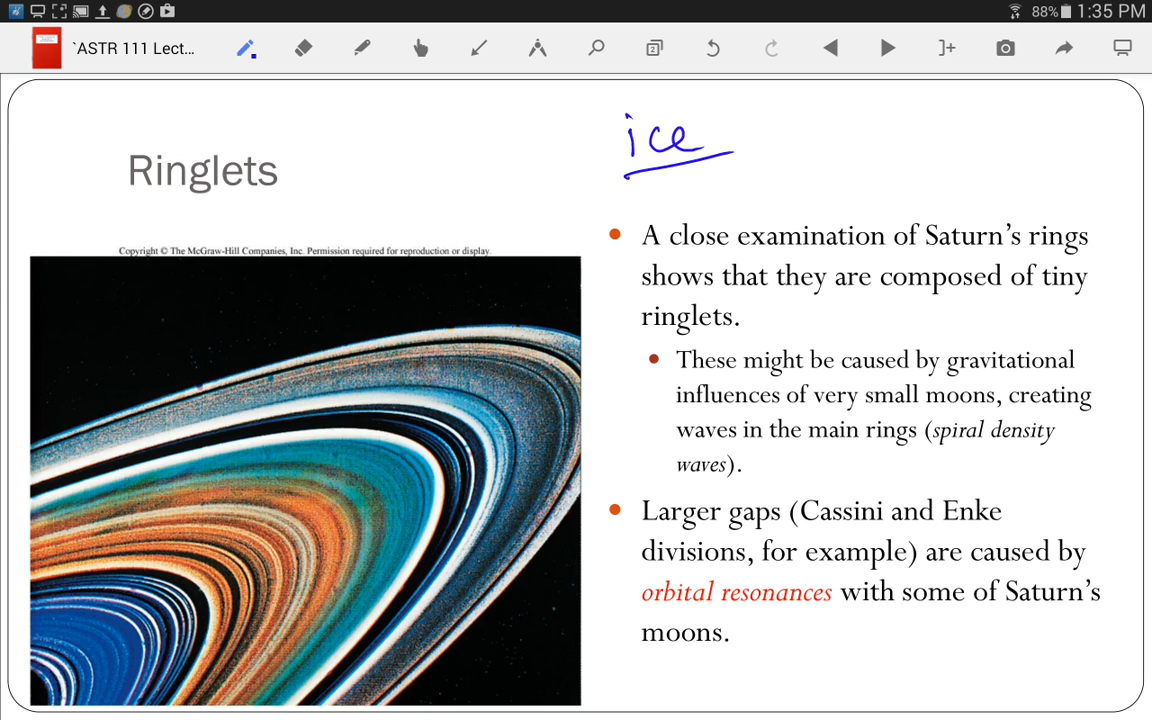 88% 1:35 PM
`ASTR 111 Lect...
2
ice
Ringlets
Copyright © The McGraw-Hill Companies, Inc. Permission required for reproduction or display.
• A close examination of Saturn’s rings
shows that they are composed of tiny
ringlets.
• These might be caused by gravitational
influences of very small moons, creating
waves in the main rings (spiral density
waves).
• Larger gaps (Cassini and Enke
divisions, for example) are caused by
orbital resonances with some of Saturn’s
moons.